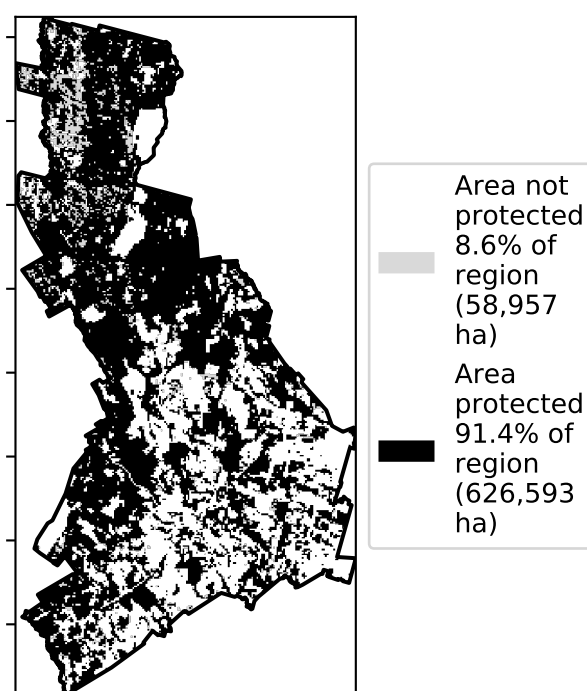 Area not
protected
8.6% of
region
(58,957
ha)
Area
protected
91.4% of
region
(626,593
ha)